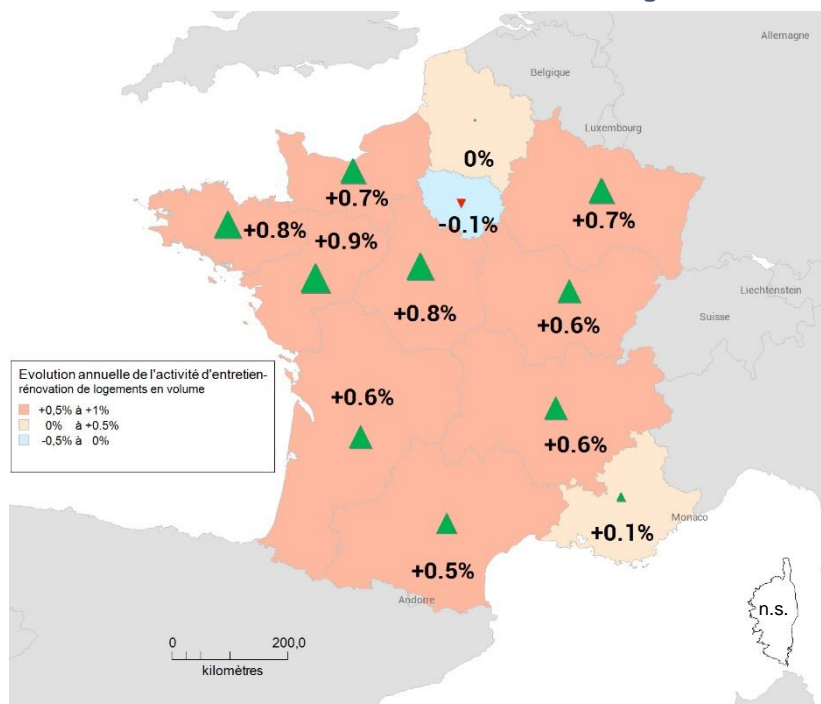 Allemagne
Belgique
Luxembourg
0%
+0.7%
-0.1%
+0.7%
+0.8%
+0.9%
Liechtenstein
Suisse
+0.8%
+0.6%
Evolution annuelle de l'activité d'entretien-
rénovation de logements en volume
+0,5% à +1%
0% à +0.5%
-0,5% à 0%
+0.6%
+0.6%
Monaco
+0.1%
+0.5%
Andorre
n.s.
0 200,0
kilomètres